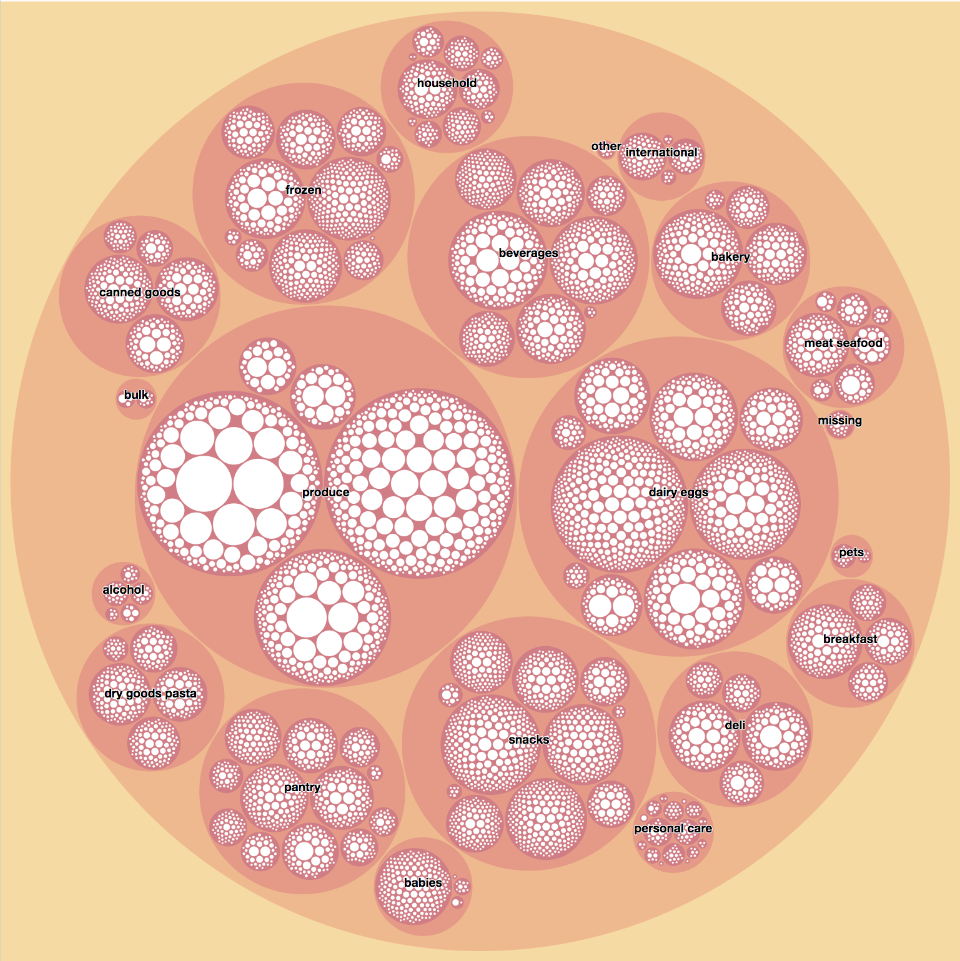 household
other
international
frozen
beverages
bakery
canned goods
meat seafood
bulk
missing
produce
dairy eggs
pets
alcohol
breakfast
dry goods pasta
deli
snacks
pantry
personal care
babies